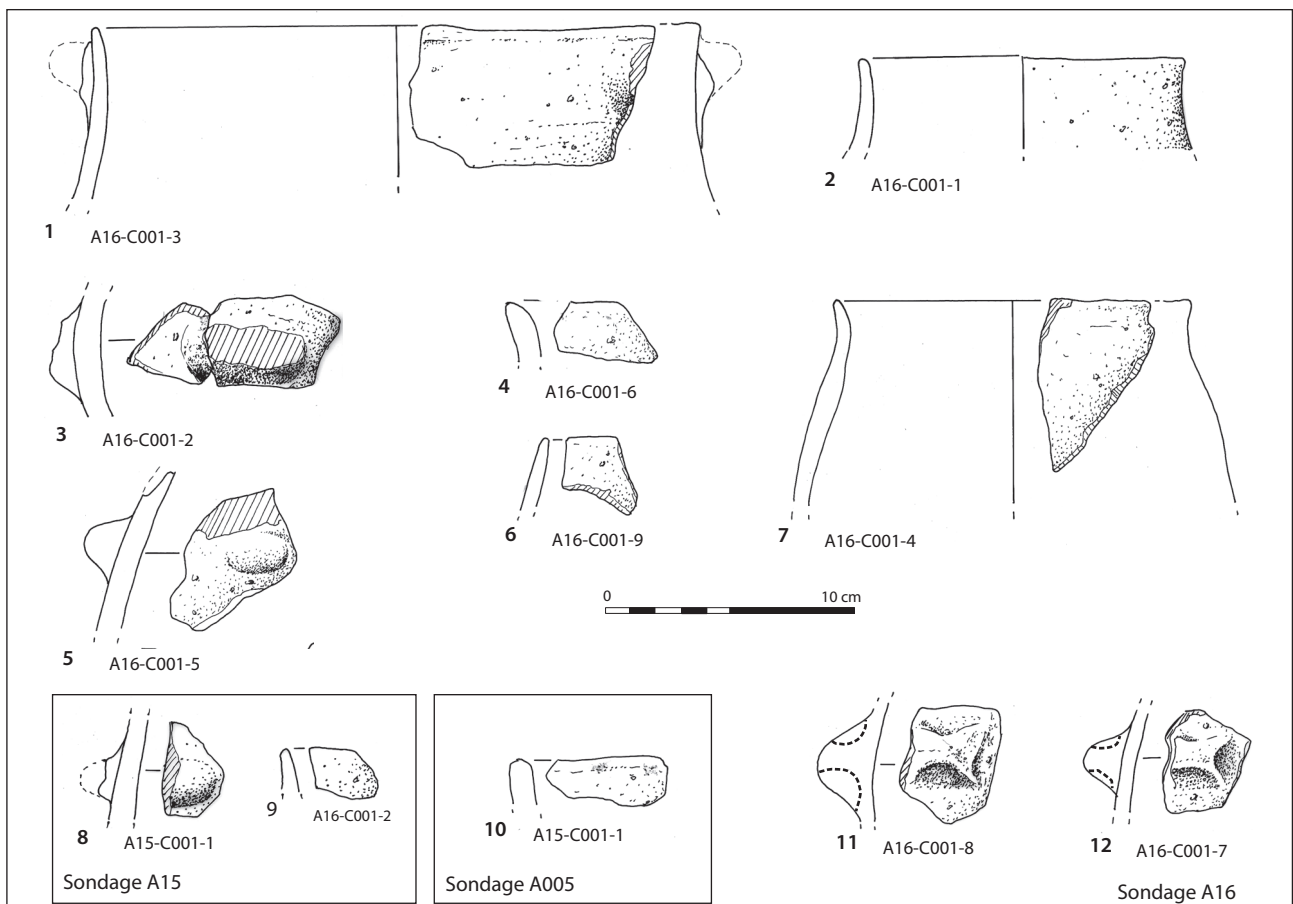 1 A16-C001-3
2 A16-C001-1
3 A16-C001-2
4 A16-C001-6
5 A16-C001-5
6 A16-C001-9
7 A16-C001-4
0 10 cm
8 A15-C001-1
9 A16-C001-2
Sondage A15
10 A15-C001-1
Sondage A005
11 A16-C001-8
12 A16-C001-7
Sondage A16